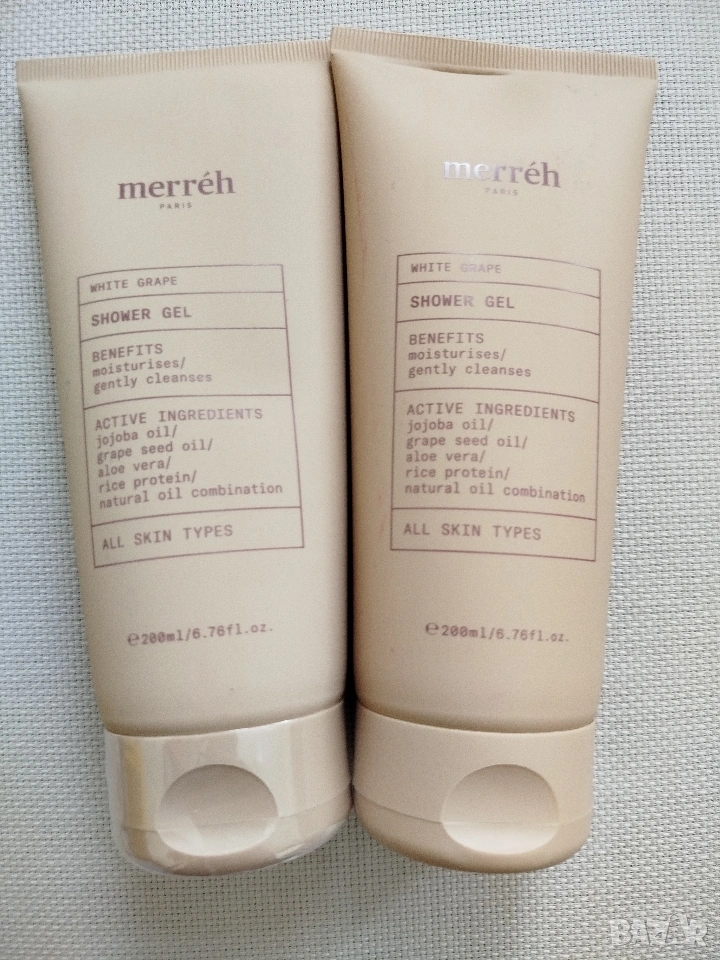 merréh
PARIS
WHITE GRAPE
SHOWER GEL
BENEFITS
moisturises/
gently cleanses
ACTIVE INGREDIENTS
jojoba oil/
grape seed oil/
aloe vera/
rice protein/
natural oil combination
ALL SKIN TYPES
℮200ml/6.76fl.oz.
merréh
PARIS
WHITE GRAPE
SHOWER GEL
BENEFITS
moisturises/
gently cleanses
ACTIVE INGREDIENTS
jojoba oil/
grape seed oil/
aloe vera/
rice protein/
natural oil combination
ALL SKIN TYPES
℮200ml/6.76fl.oz.
BAZAR